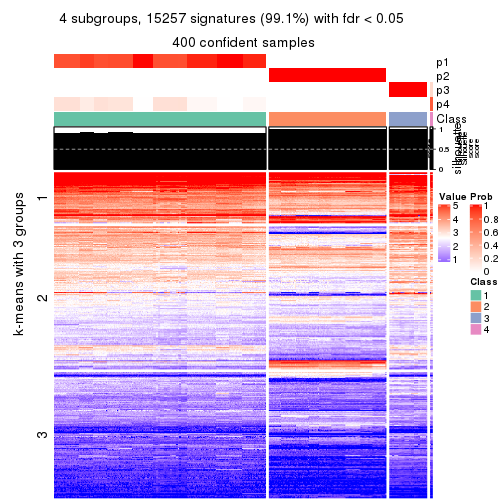 4 subgroups, 15257 signatures (99.1%) with fdr < 0.05
400 confident samples
p1
p2
p3
p4
Class
1
0.5
0
silhouette
k-means with 3 groups
1
2
3
Value
5
4
3
2
1
Prob
1
0.8
0.6
0.4
0.2
0
Class
1
2
3
4